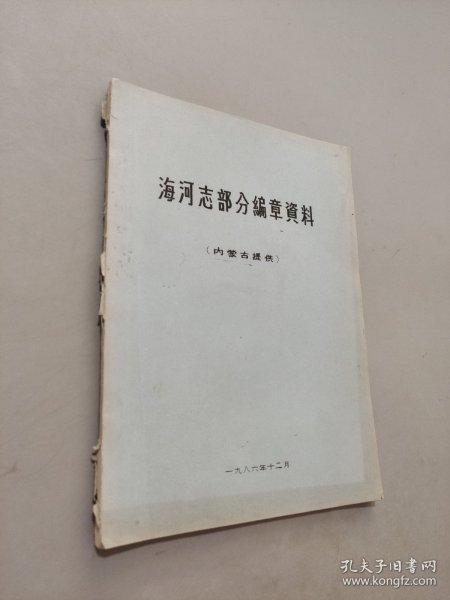 海河志部分編章資料
(内蒙古提供)
一九八六年十二月
孔夫子旧书网
www.kongfz.com